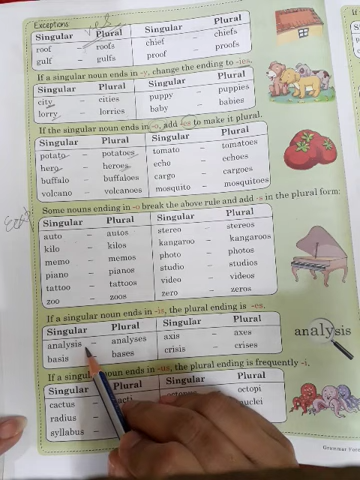 Exceptions:
Singular Plural Singular Plural
roof – roofs chief – chiefs
gulf – gulfs proof – proofs
If a singular noun ends in -y, change the ending to -ies.
Singular Plural Singular Plural
city – cities puppy – puppies
lorry – lorries baby – babies
If the singular noun ends in -o, add -es to make it plural.
Singular Plural Singular Plural
potato – potatoes tomato – tomatoes
hero – heroes echo – echoes
buffalo – buffaloes cargo – cargoes
volcano – volcanoes mosquito – mosquitoes
Some nouns ending in -o break the above rule and add -s in the plural form:
Singular Plural Singular Plural
auto – autos stereo – stereos
kilo – kilos kangaroo – kangaroos
memo – memos photo – photos
piano – pianos studio – studios
tattoo – tattoos video – videos
zoo – zoos zero – zeros
If a singular noun ends in -is, the plural ending is -es.
Singular Plural Singular Plural
analysis – analyses axis – axes
basis bases crisis – crises
analysis
If a singular noun ends in -us, the plural ending is frequently -i.
Singular Plural
cactus octopi
radius nuclei
syllabus